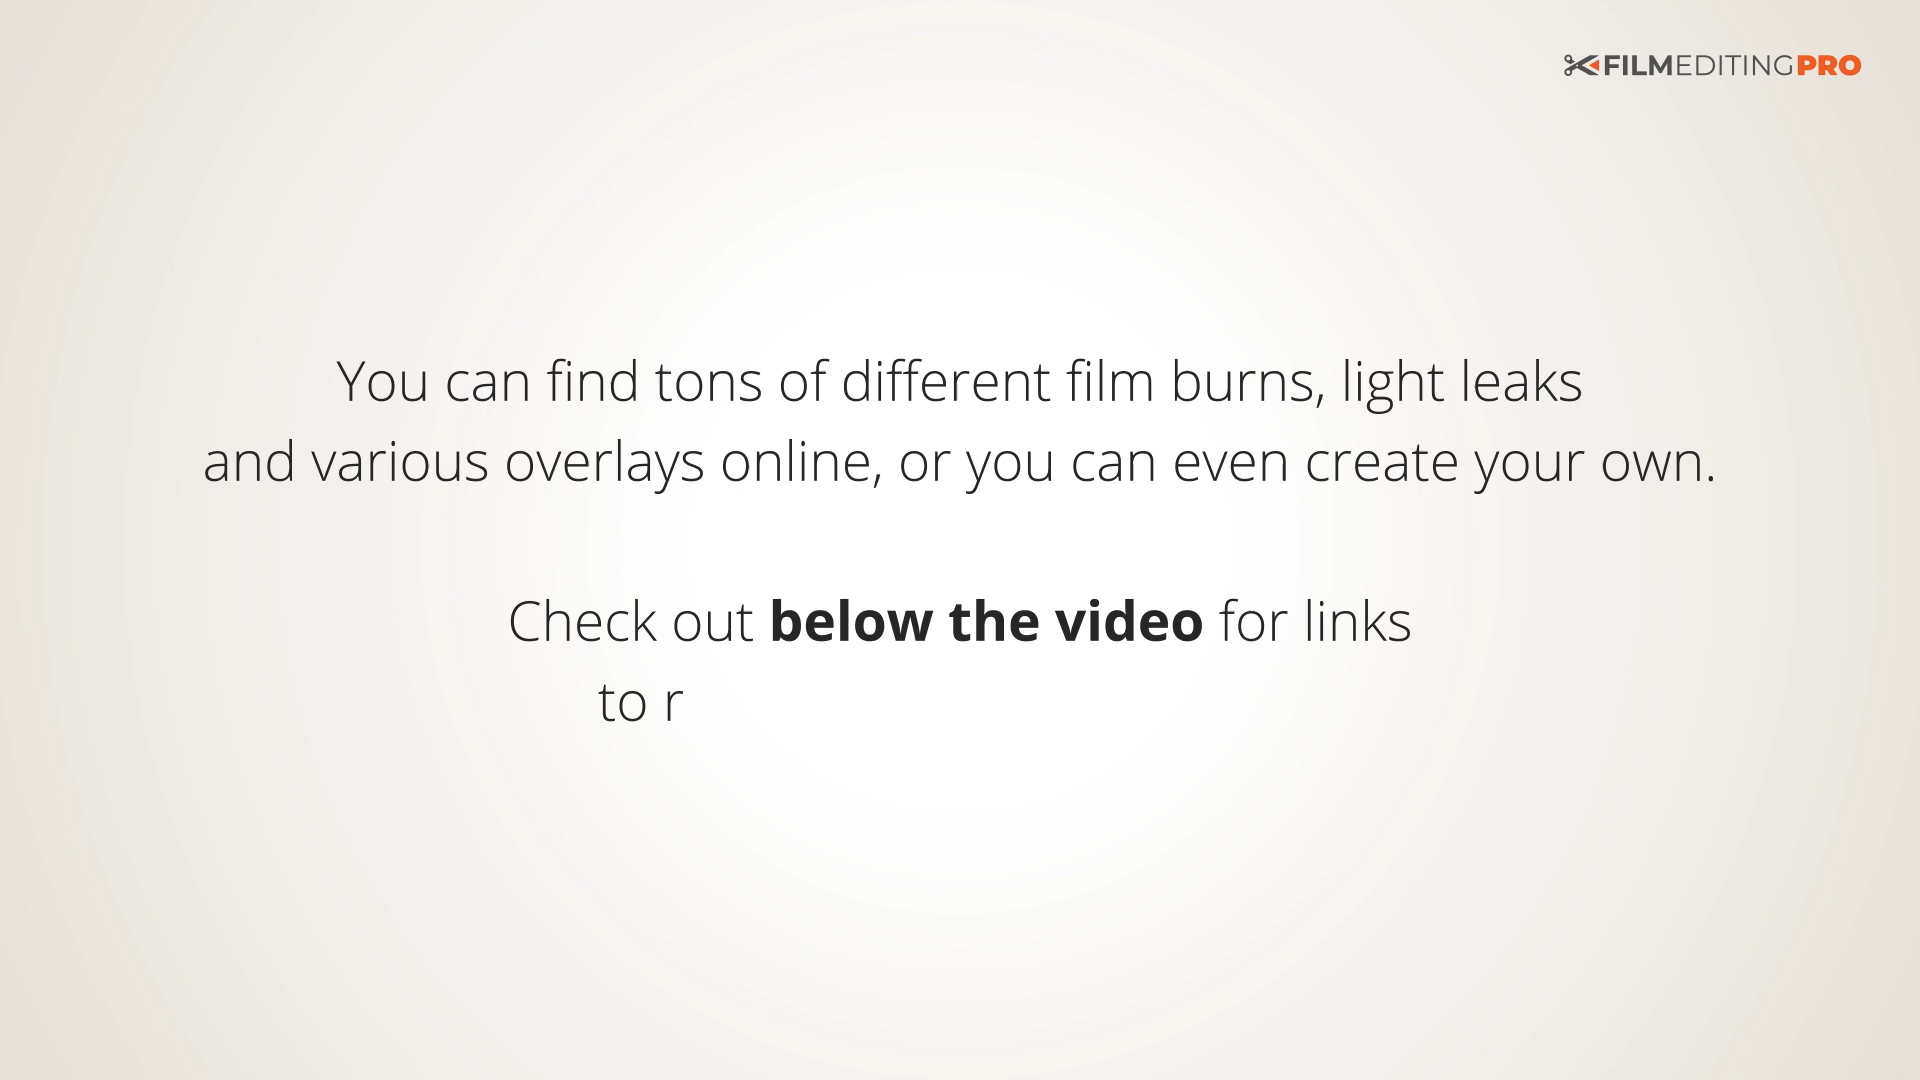 FILMEDITINGPRO
You can find tons of different film burns, light leaks
and various overlays online, or you can even create your own.
Check out below the video for links
to r